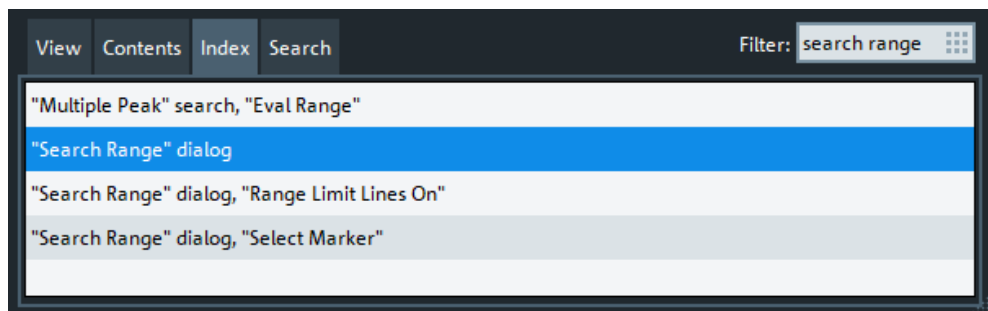 View Contents Index Search Filter: search range
"Multiple Peak" search, "Eval Range"
"Search Range" dialog
"Search Range" dialog, "Range Limit Lines On"
"Search Range" dialog, "Select Marker"